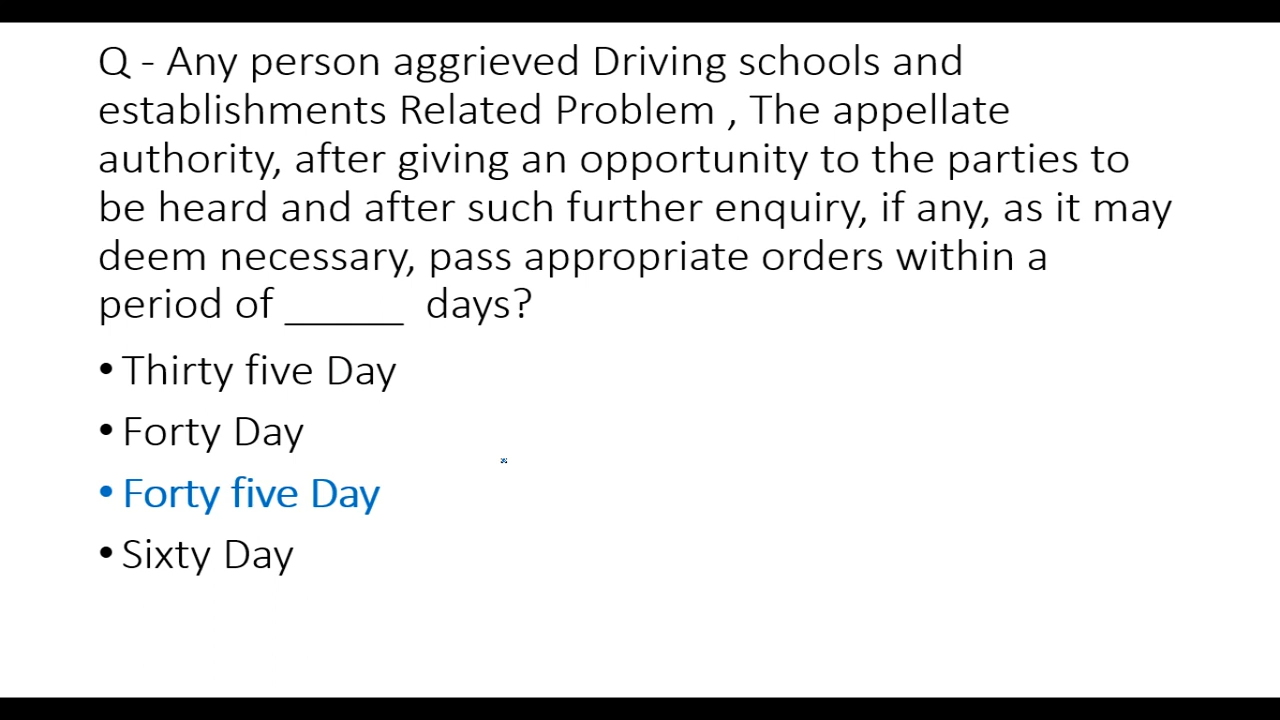 Q - Any person aggrieved Driving schools and
establishments Related Problem , The appellate
authority, after giving an opportunity to the parties to
be heard and after such further enquiry, if any, as it may
deem necessary, pass appropriate orders within a
period of _____ days?
• Thirty five Day
• Forty Day
• Forty five Day
• Sixty Day